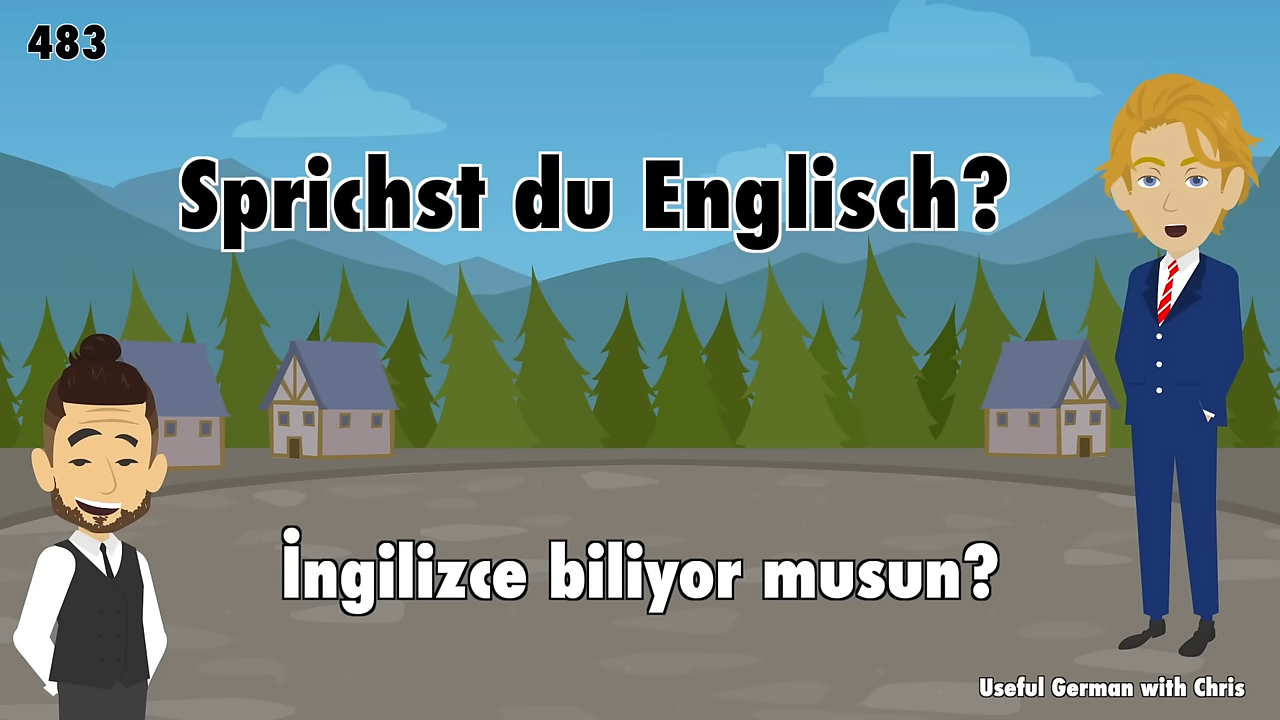 483
Sprichst du Englisch?
İngilizce biliyor musun?
Useful German with Chris